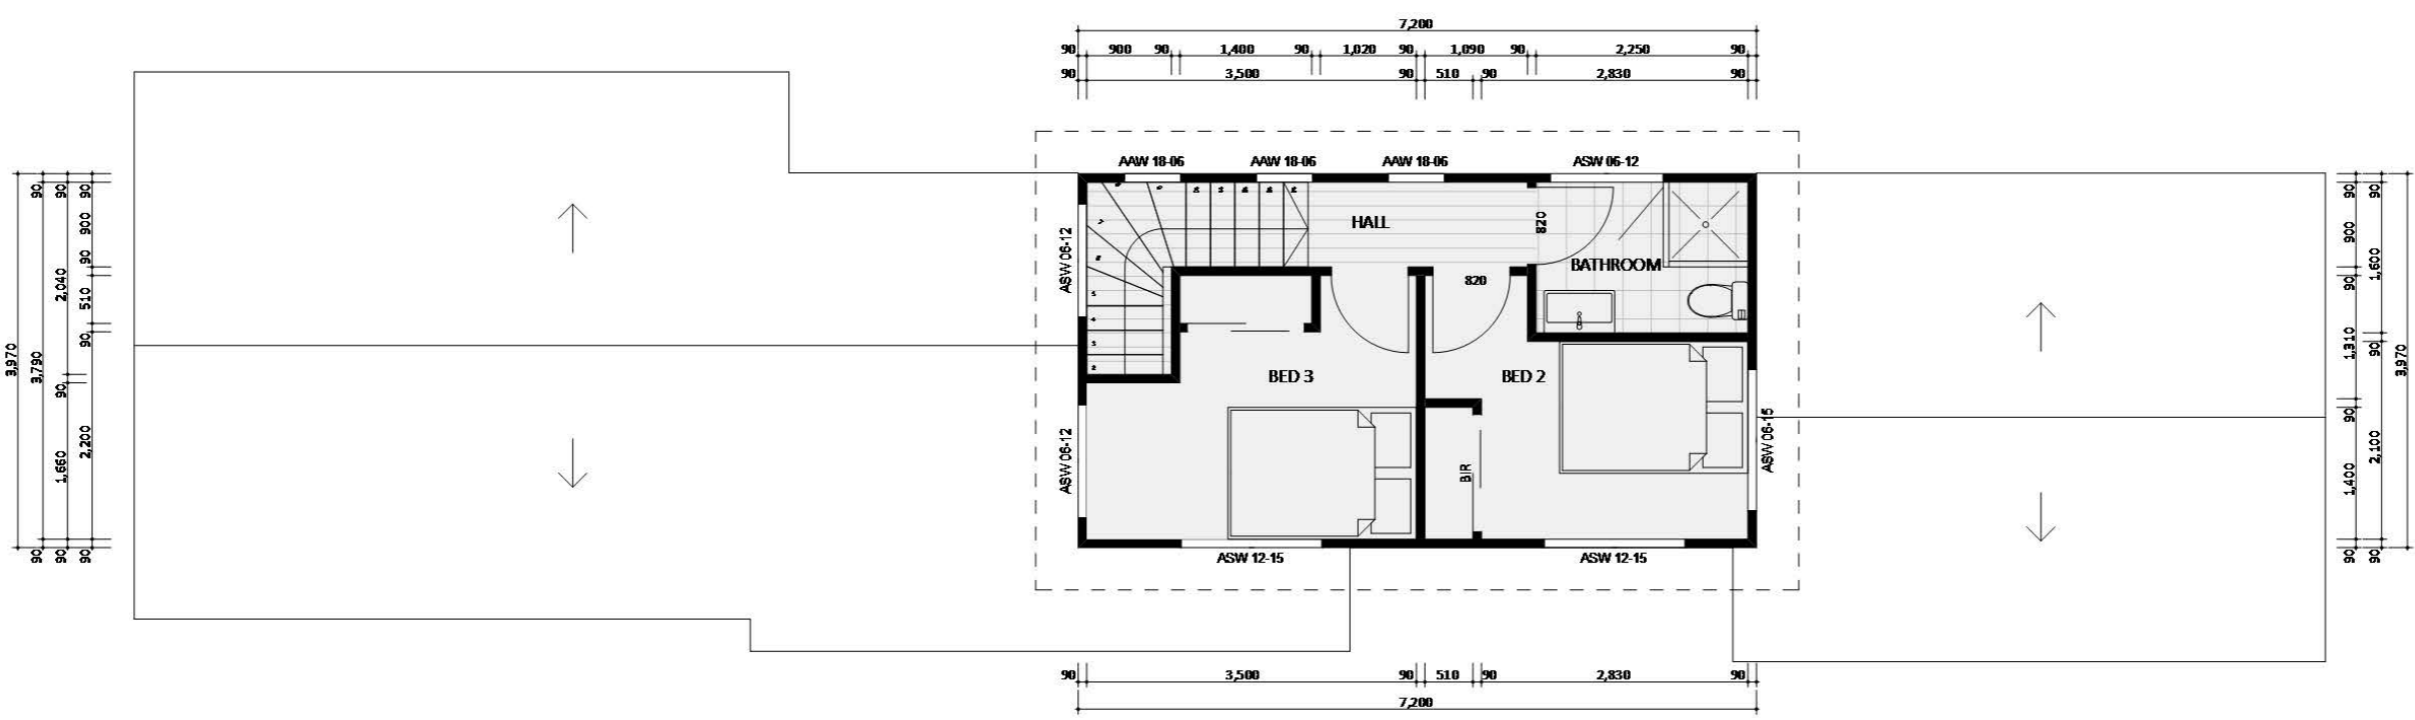 7,200
90 900 90 1,400 90 1,020 90 1,090 90 2,250 90
90 3,500 90 510 90 2,830 90
AAW 18-06 AAW 18-06 AAW 18-06 ASW 06-12
HALL
820
BATHROOM
820
BED 3
BED 2
BIR
ASW 06-12
ASW 06-12
ASW 06-15
ASW 12-15 ASW 12-15
90 3,500 90 510 90 2,830 90
7,200
3,970
90 3,790 90
90 2,040 90 1,660 90
90 900 90 510 90 2,200 90
90 900 90 1,310 90 1,400 90
90 1,600 90 2,100 90
3,970